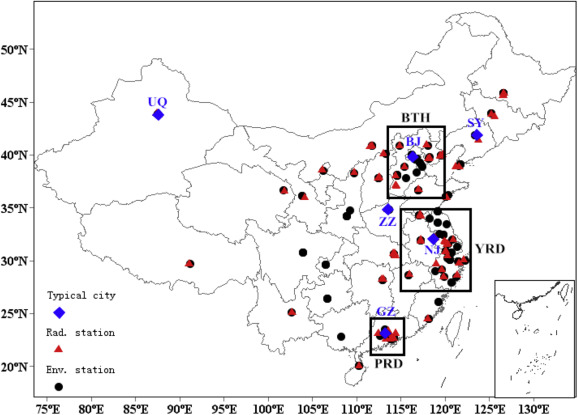 50°N
45°N
UQ
BTH
SY
BJ
40°N
35°N
ZZ
NJ
YRD
30°N
Typical city
GZ
25°N
Rad. station
PRD
Env. station
20°N
75°E 80°E 85°E 90°E 95°E 100°E 105°E 110°E 115°E 120°E 125°E 130°E